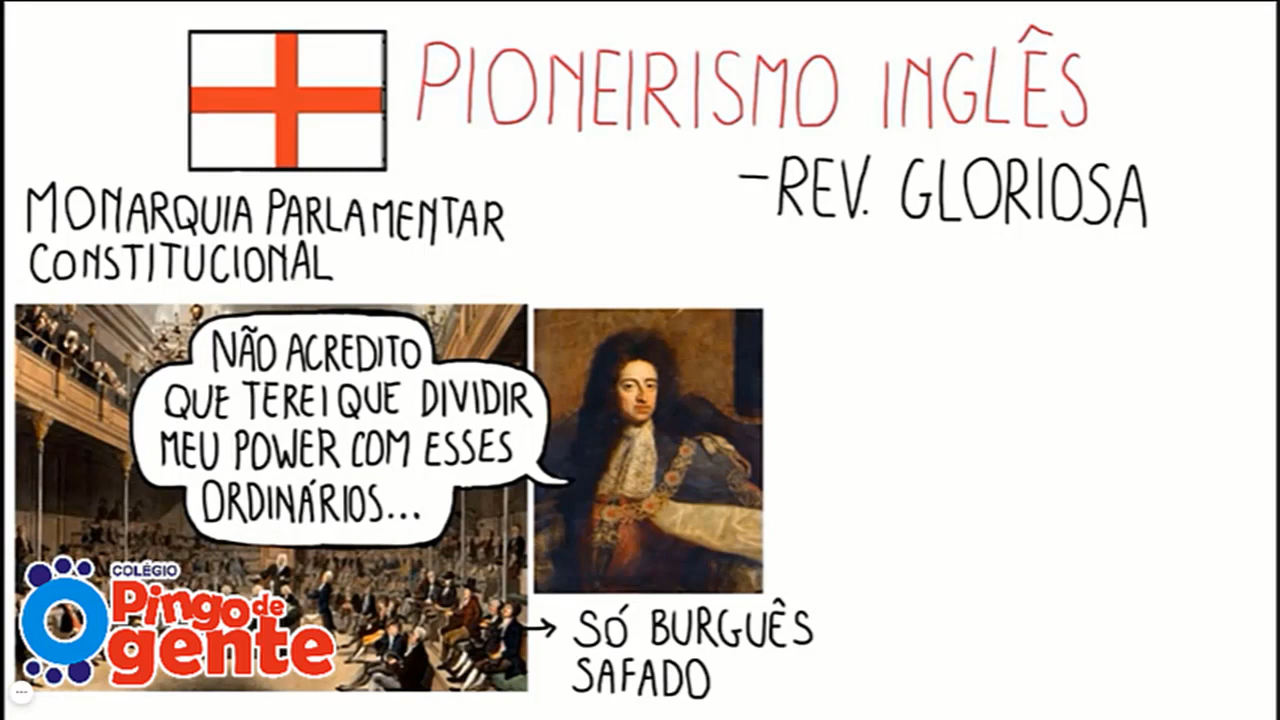 PIONEIRISMO INGLÊS
-REV. GLORIOSA
MONARQUIA PARLAMENTAR
CONSTITUCIONAL
NÃO ACREDITO
QUE TEREI QUE DIVIDIR
MEU POWER COM ESSES
ORDINÁRIOS...
→ SÓ BURGUÊS
SAFADO
COLÉGIO
Pingo de
gente